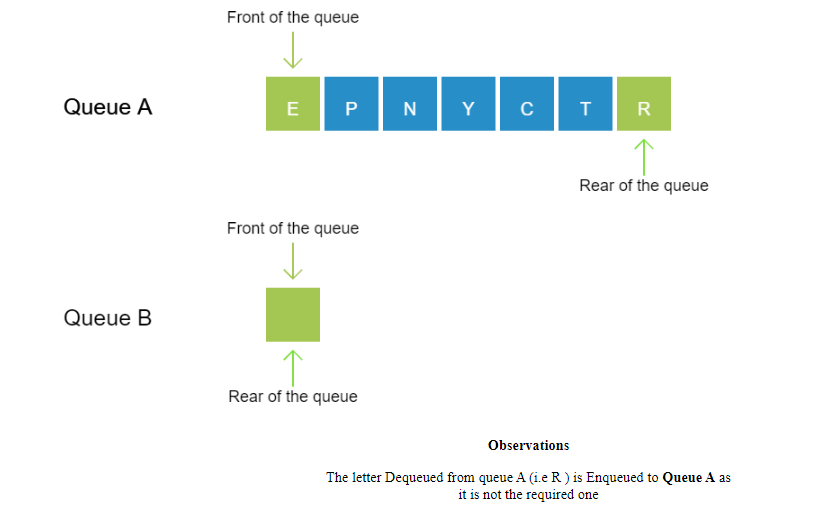 Front of the queue
Queue A
E P N Y C T R
Rear of the queue
Front of the queue
Queue B
Rear of the queue
Observations
The letter Dequeued from queue A (i.e R ) is Enqueued to Queue A as
it is not the required one